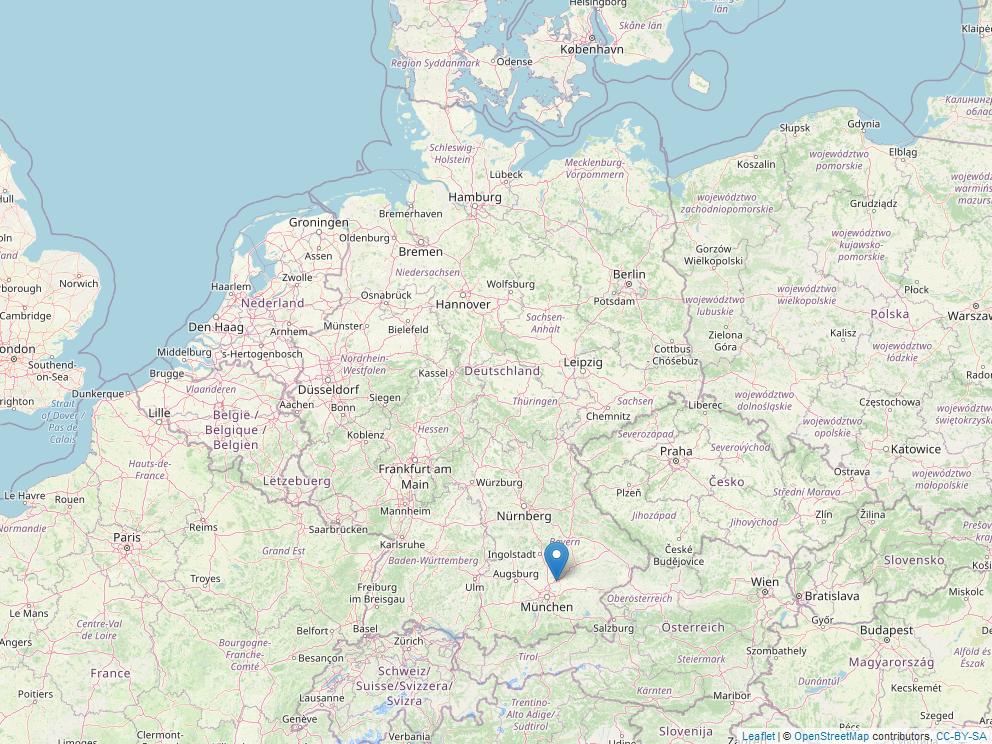 Helsingborg
Skåne län
län
København
Klaipė
Region Syddanmark
Odense
Калининг
облас
Gdynia
Słupsk
Elbląg
Schleswig-
Holstein
Mecklenburg-
Vorpommern
województwo
pomorskie
Koszalin
Lübeck
Hamburg
województwo
zachodniopomorskie
Grudziądz
Hull
Bremerhaven
Groningen
Oldenburg
Bremen
Assen
województwo
kujawsko-
pomorskie
Gorzów
Wielkopolski
Niedersachsen
Berlin
Norwich
Zwolle
Haarlem
Wolfsburg
Płock
Osnabrück
Hannover
Potsdam
województwo
lubuskie
województwo
wielkopolskie
Nederland
Cambridge
Den Haag
Arnhem
Münster
Bielefeld
Sachsen-
Anhalt
Polska
Warszaw
Zielona
Góra
Kalisz
London
Middelburg
's-Hertogenbosch
Nordrhein-
Westfalen
Cottbus
Chóśebuz
województwo
łódzkie
Southend-
on-Sea
Brugge
Kassel
Deutschland
Leipzig
Rado
Dunkerque
Vlaanderen
Düsseldorf
Siegen
Thüringen
Sachsen
województwo
dolnośląskie
Częstochowa
Strait
of Dover /
Pas de
Calais
Lille
België /
Belgique /
Belgien
Aachen
Bonn
Chemnitz
Liberec
województwo
opolskie
województwo
świętokrzysk
Koblenz
Hessen
Severozápad
Severovýchod
Praha
Katowice
Hauts-de-
France
Lëtzebuerg
Frankfurt am
Main
Würzburg
Česko
Ostrava
województwo
małopolskie
Le Havre
Rouen
Mannheim
Plzeň
Střední Morava
Normandie
Reims
Saarbrücken
Nürnberg
Jihozápad
Jihovýchod
Zlín
Žilina
Paris
Karlsruhe
Grand Est
Baden-Württemberg
Ingolstadt
Bayern
České
Budějovice
Slovensko
Troyes
Freiburg
im Breisgau
Ulm
Augsburg
München
Oberösterreich
Wien
Bratislava
Miskolc
Le Mans
Centre-Val
de Loire
Belfort
Basel
Salzburg
Österreich
Győr
Budapest
Angers
Bourgogne-
Franche-
Comté
Besançon
Zürich
Tirol
Steiermark
Szombathely
Magyarország
Alföld és
Észak
France
Schweiz/
Suisse/Svizzera/
Svizra
Lausanne
Kärnten
Dunántúl
Kecskemét
Poitiers
Genève
Trentino-
Alto Adige/
Südtirol
Maribor
Szeged
Limoges
Clermont-
Ferrand
Verbania
Udine
Slovenija
Pécs
Leaflet | © OpenStreetMap contributors, CC-BY-SA